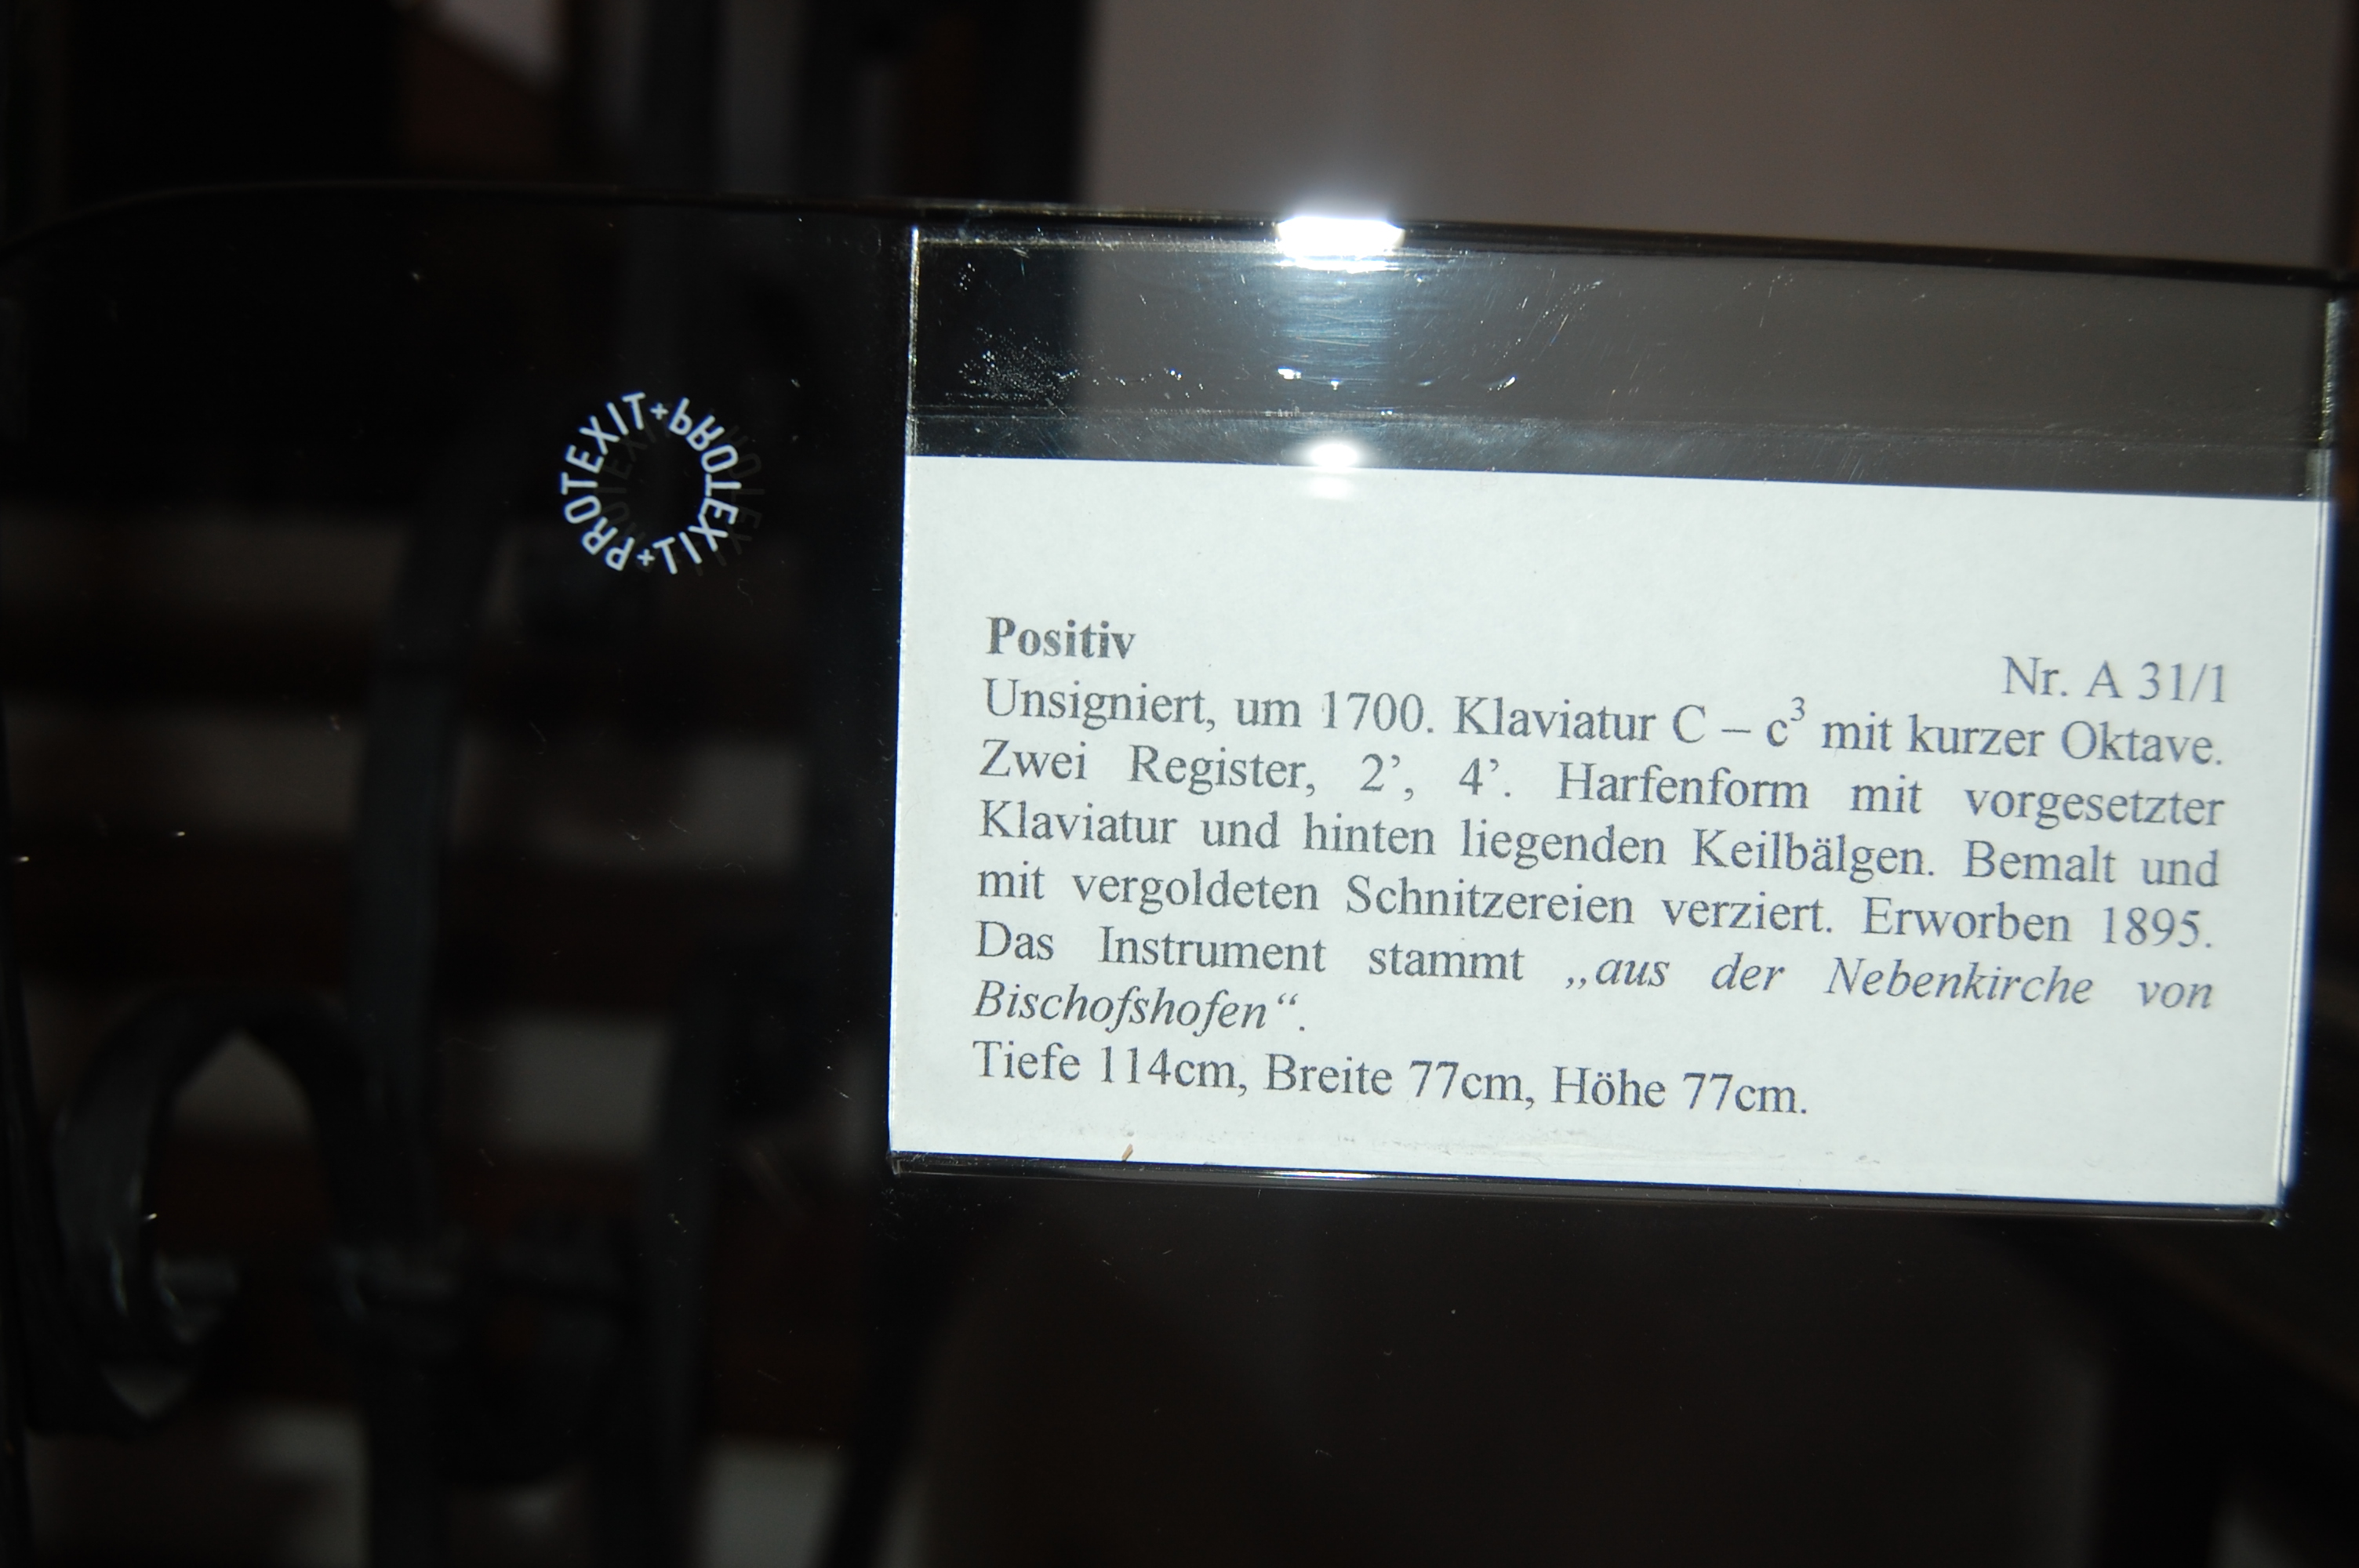 PROTEXIT+PROTEXIT+
Positiv
Nr. A 31/1
Unsigniert, um 1700. Klaviatur C – c³ mit kurzer Oktave.
Zwei Register, 2’, 4’. Harfenform mit vorgesetzter
Klaviatur und hinten liegenden Keilbälgen. Bemalt und
mit vergoldeten Schnitzereien verziert. Erworben 1895.
Das Instrument stammt „aus der Nebenkirche von
Bischofshofen“.
Tiefe 114cm, Breite 77cm, Höhe 77cm.